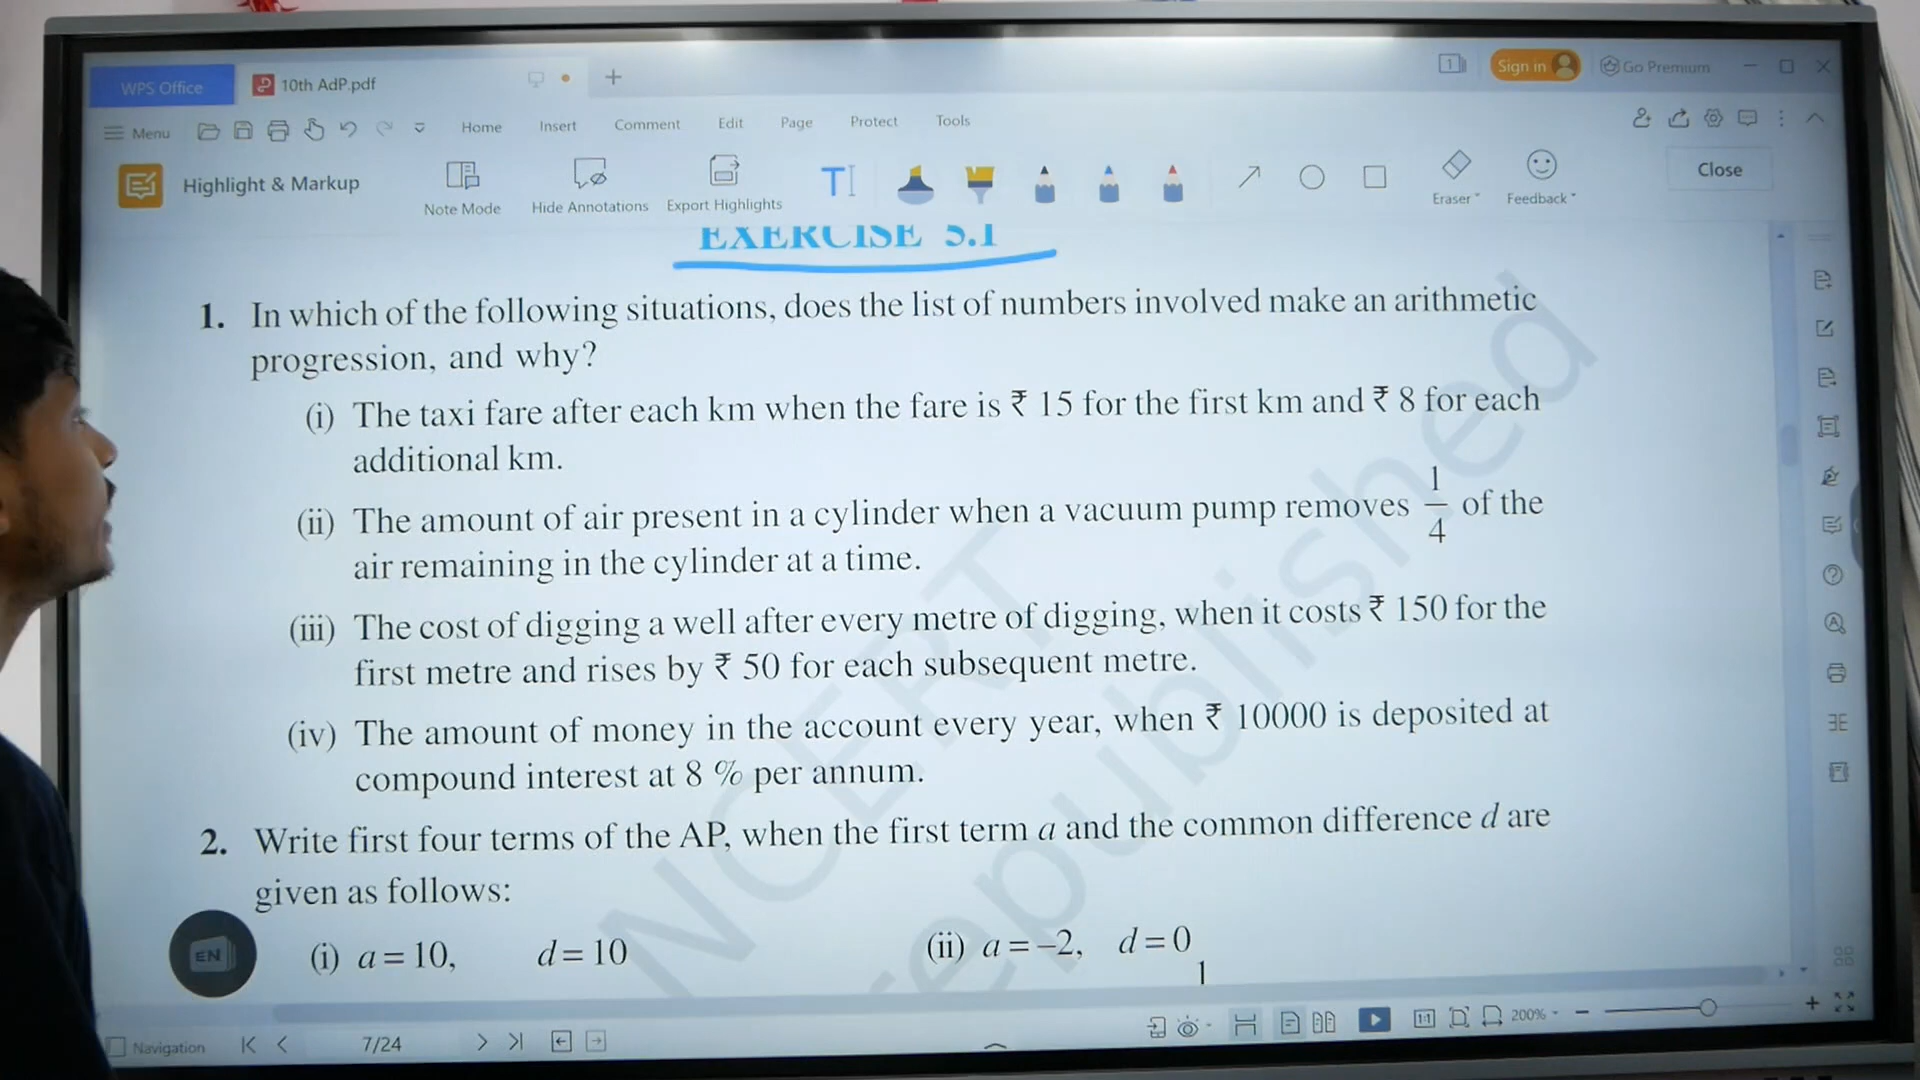 WPS Office
10th AdP.pdf
+
1
Sign in
Go Premium
Menu
Home
Insert
Comment
Edit
Page
Protect
Tools
Highlight & Markup
Note Mode
Hide Annotations
Export Highlights
T
Eraser
Feedback
Close
EXERCISE 5.1
1. In which of the following situations, does the list of numbers involved make an arithmetic
progression, and why?
(i) The taxi fare after each km when the fare is ₹ 15 for the first km and ₹ 8 for each
additional km.
(ii) The amount of air present in a cylinder when a vacuum pump removes 1/4 of the
air remaining in the cylinder at a time.
(iii) The cost of digging a well after every metre of digging, when it costs ₹ 150 for the
first metre and rises by ₹ 50 for each subsequent metre.
(iv) The amount of money in the account every year, when ₹ 10000 is deposited at
compound interest at 8 % per annum.
2. Write first four terms of the AP, when the first term a and the common difference d are
given as follows:
(i) a = 10, d = 10 (ii) a = –2, d = 0
1
NCERT
republished
EN
Navigation
7/24
1:1
200%